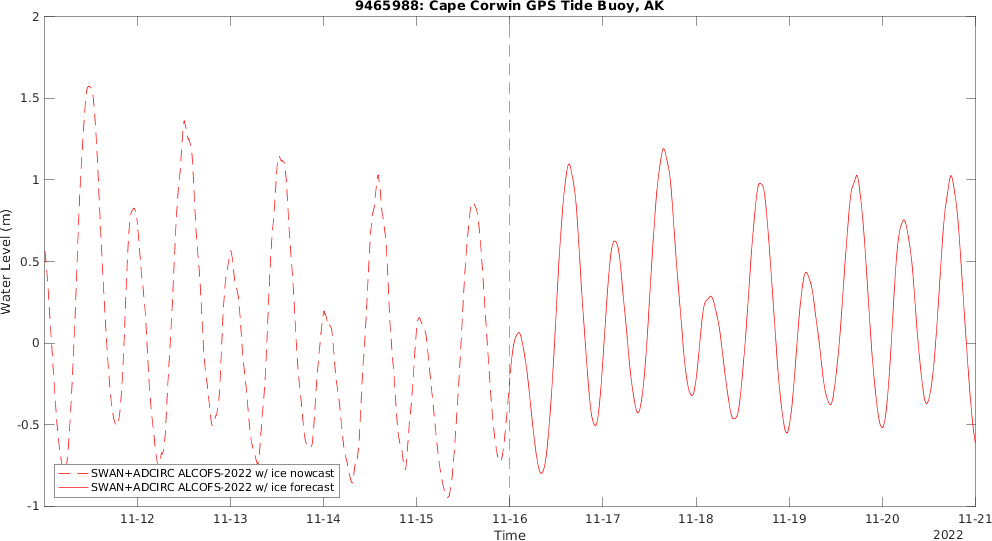 9465988: Cape Corwin GPS Tide Buoy, AK
2
1.5
1
0.5
0
-0.5
-1
Water Level (m)
SWAN+ADCIRC ALCOFS-2022 w/ ice nowcast
SWAN+ADCIRC ALCOFS-2022 w/ ice forecast
11-12 11-13 11-14 11-15 11-16 11-17 11-18 11-19 11-20 11-21
Time
2022